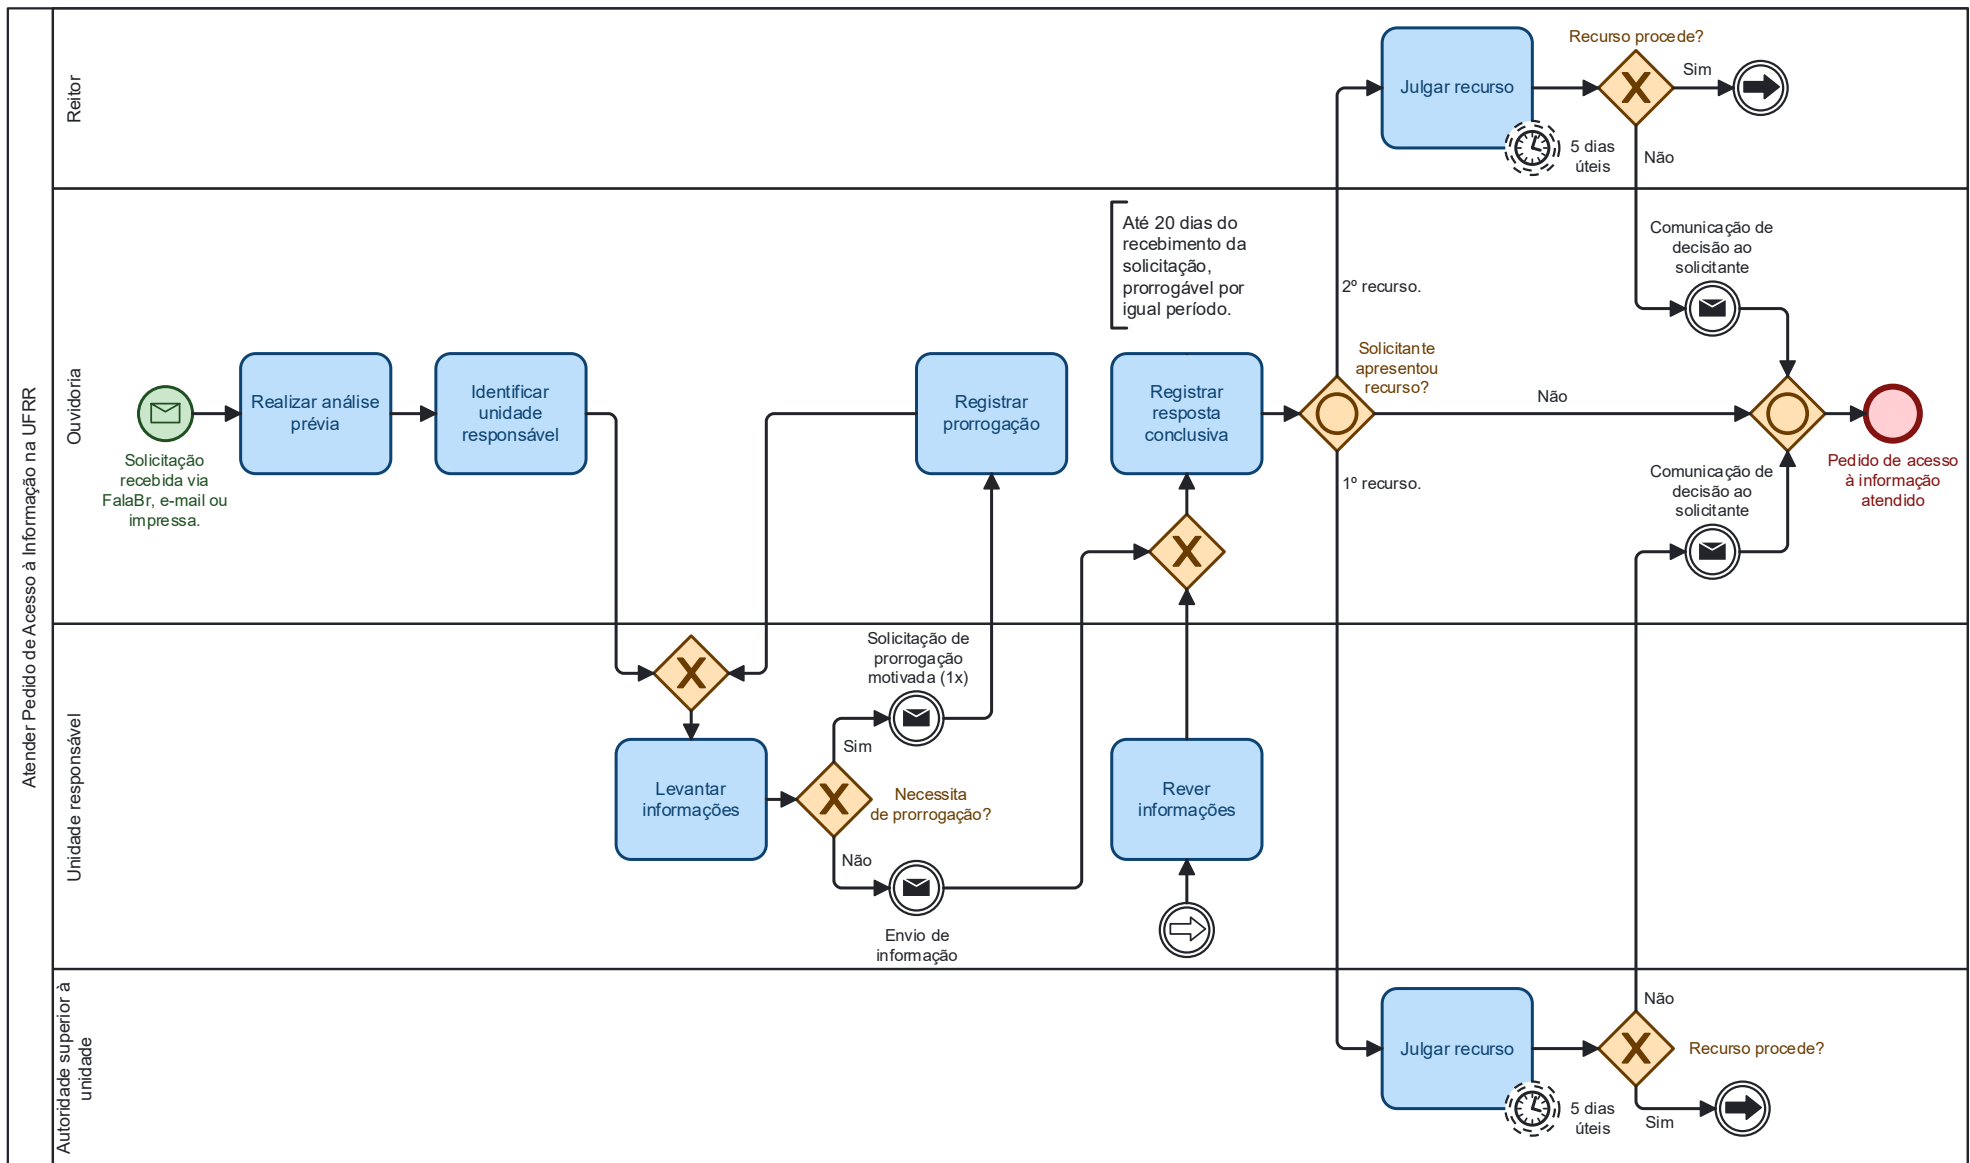 Atender Pedido de Acesso à Informação na UFRR
Reitor
Julgar recurso
5 dias
úteis
Recurso procede?
Sim
Não
Ouvidoria
Solicitação
recebida via
FalaBr, e-mail ou
impressa.
Realizar análise
prévia
Identificar
unidade
responsável
Registrar
prorrogação
Até 20 dias do
recebimento da
solicitação,
prorrogável por
igual período.
Registrar
resposta
conclusiva
2º recurso.
Solicitante
apresentou
recurso?
Não
1º recurso.
Comunicação de
decisão ao
solicitante
Comunicação de
decisão ao
solicitante
Pedido de acesso
à informação
atendido
Unidade responsável
Levantar
informações
Sim
Necessita
de prorrogação?
Não
Solicitação de
prorrogação
motivada (1x)
Envio de
informação
Rever
informações
Autoridade superior à
unidade
Julgar recurso
5 dias
úteis
Não
Recurso procede?
Sim